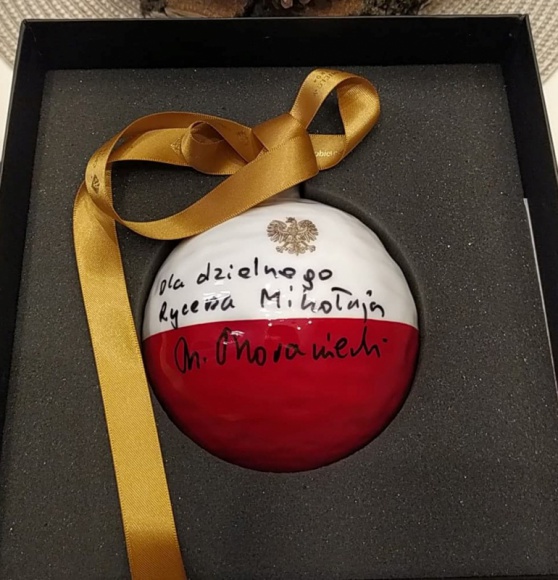 Dla dzielnego
Rycerza Mikołaja
M. Morawiecki